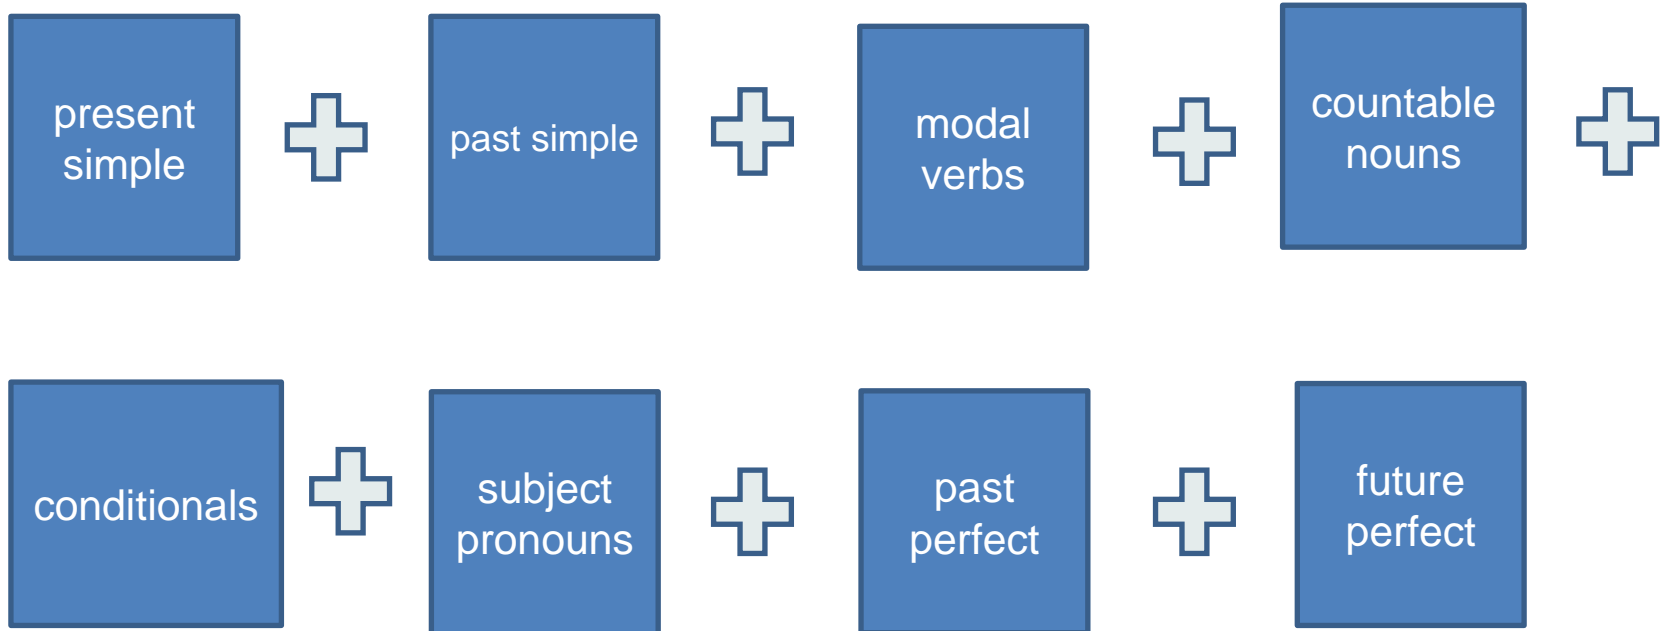 present
simple
past simple
modal
verbs
countable
nouns
conditionals
subject
pronouns
past
perfect
future
perfect